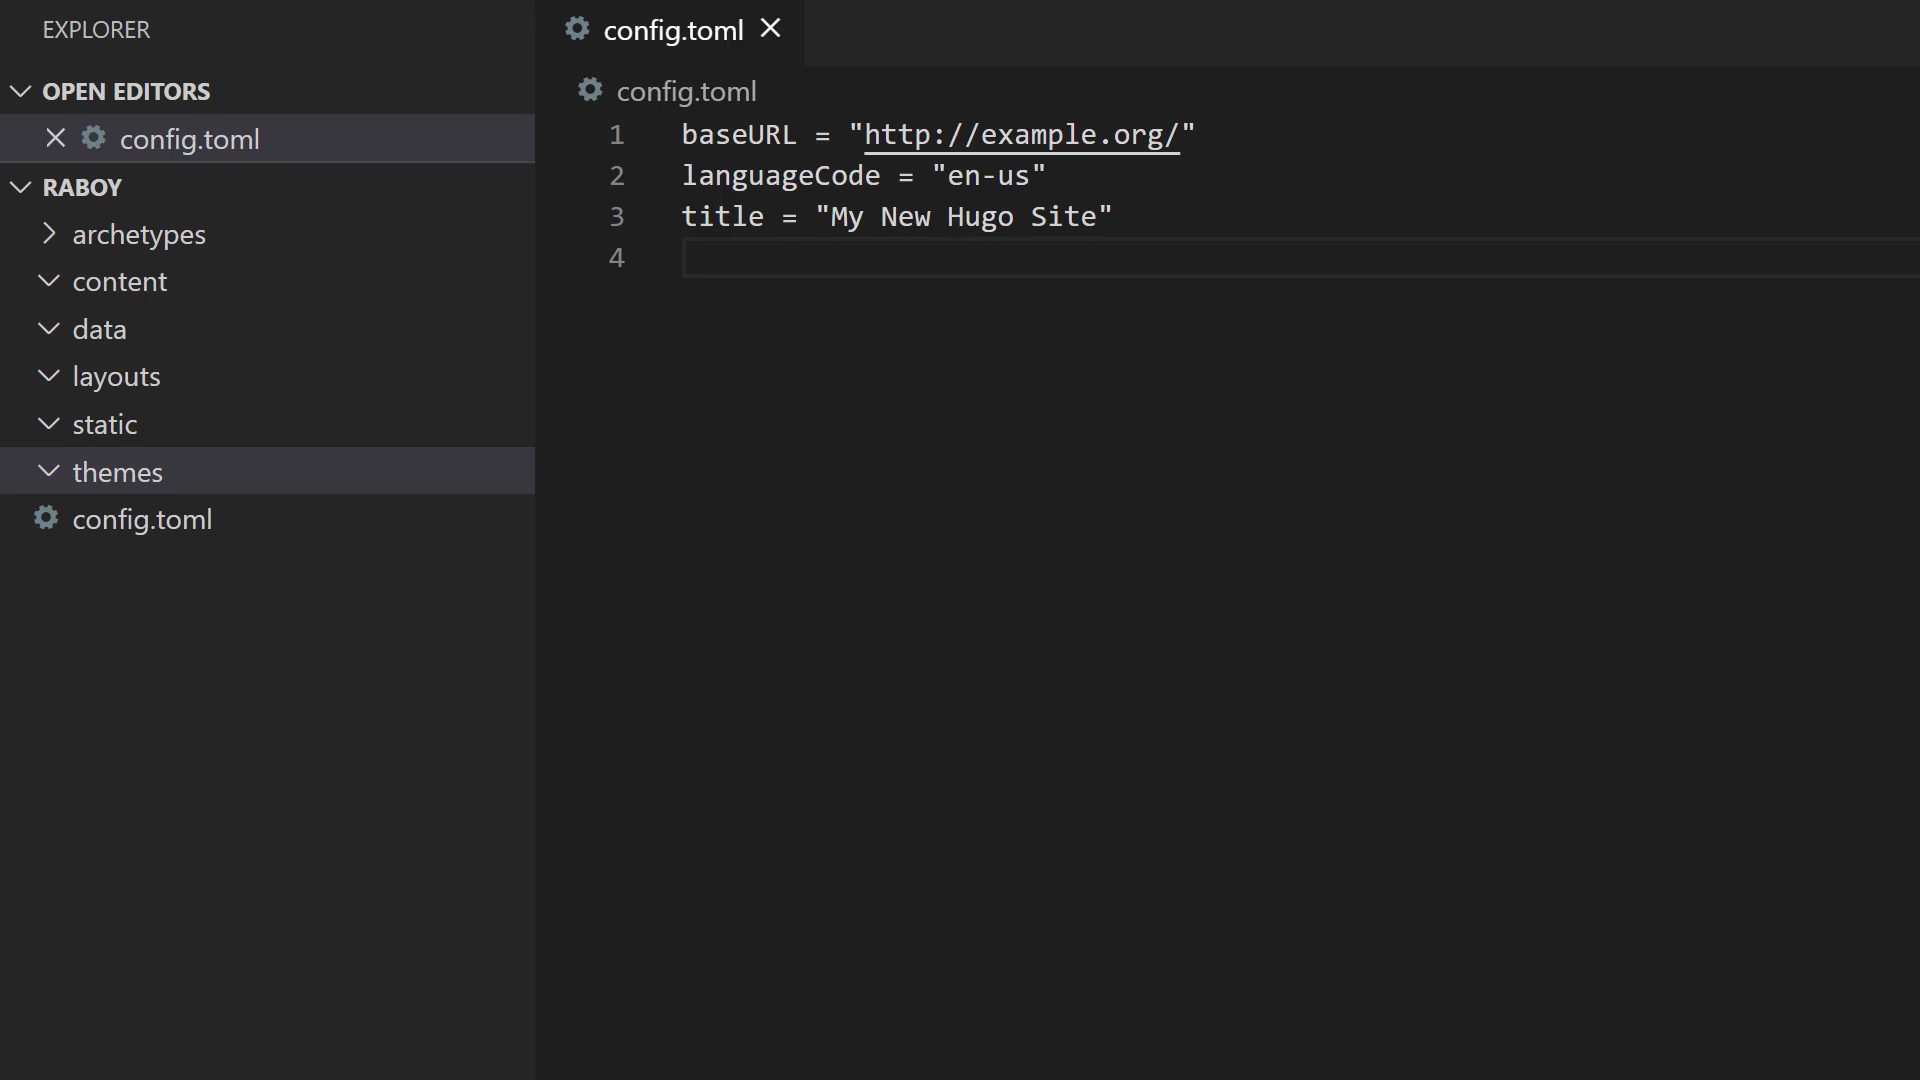 EXPLORER
OPEN EDITORS
config.toml
RABOY
archetypes
content
data
layouts
static
themes
config.toml
config.toml
config.toml
1 baseURL = "http://example.org/"
2 languageCode = "en-us"
3 title = "My New Hugo Site"
4